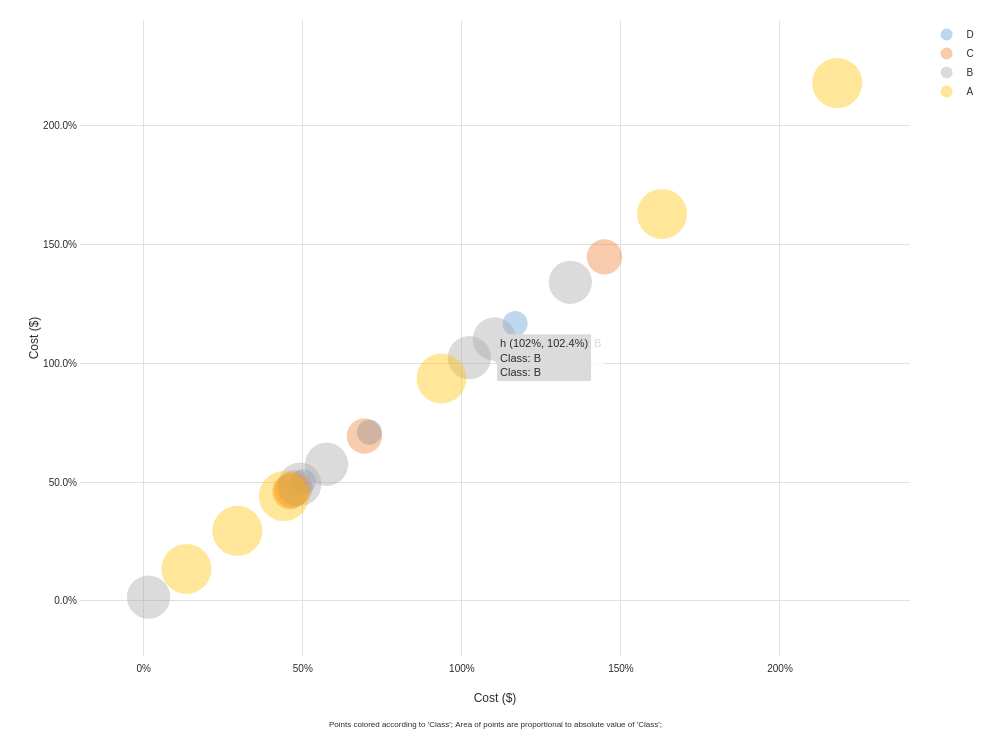 D
C
B
A
200.0%
150.0%
100.0%
50.0%
0.0%
Cost ($)
h (102%, 102.4%) B
Class: B
Class: B
0%
50%
100%
150%
200%
Cost ($)
Points colored according to 'Class'; Area of points are proportional to absolute value of 'Class';